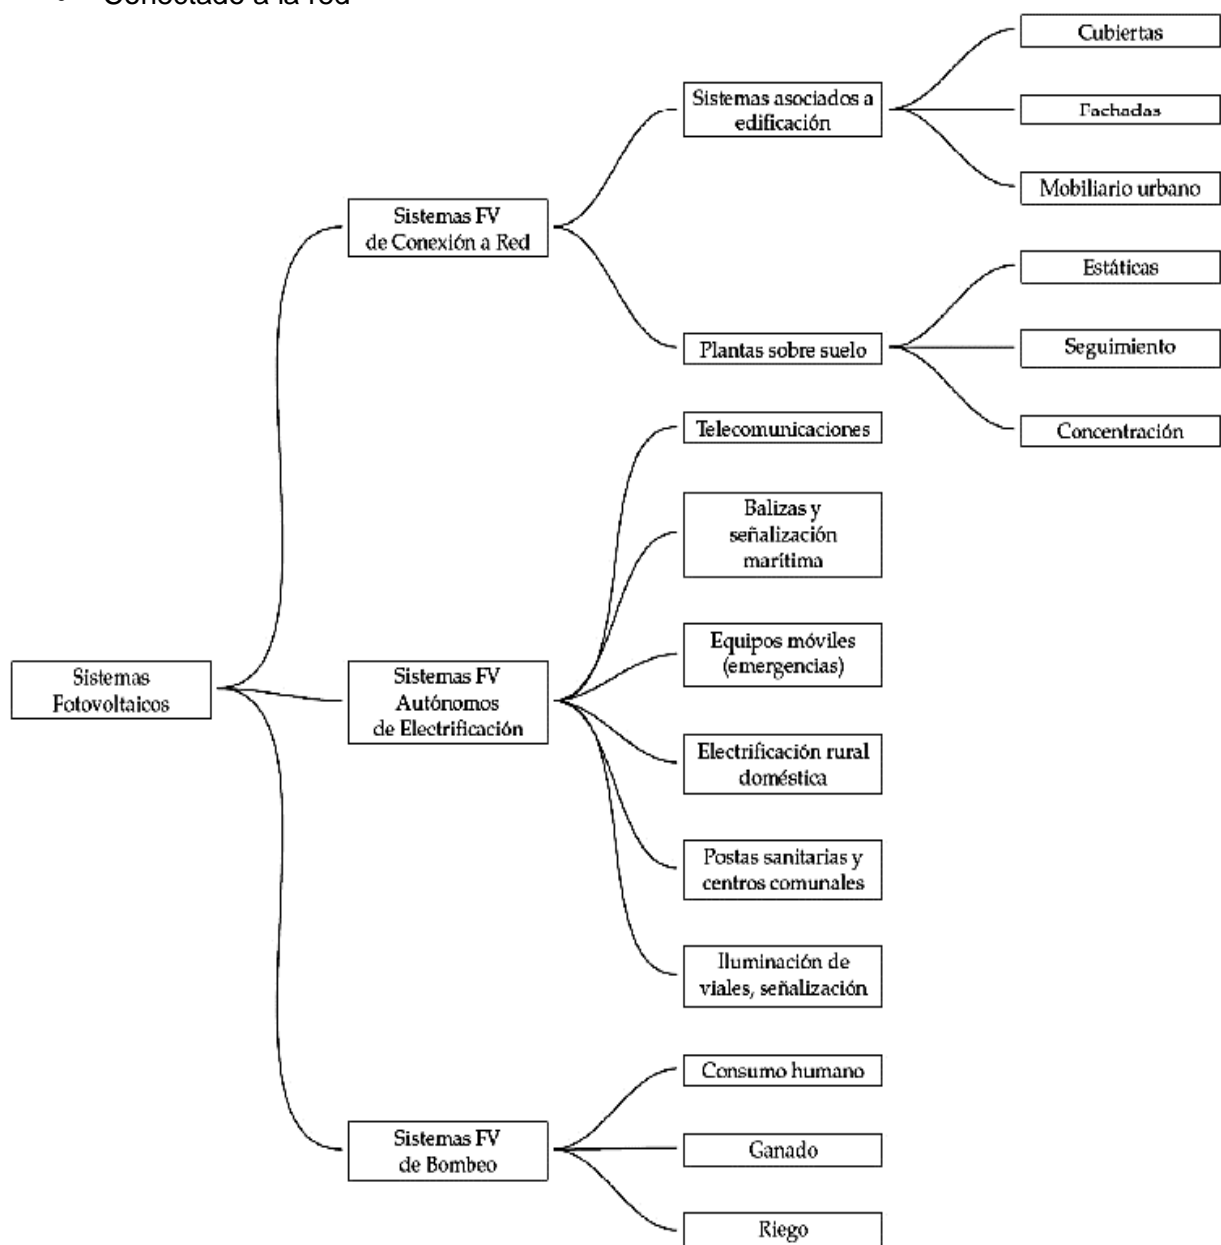 Conectado a la red
Cubiertas
Sistemas asociados a
edificación
Fachadas
Mobiliario urbano
Sistemas FV
de Conexión a Red
Estáticas
Plantas sobre suelo
Seguimiento
Concentración
Telecomunicaciones
Balizas y
señalización
marítima
Equipos móviles
(emergencias)
Sistemas
Fotovoltaicos
Sistemas FV
Autónomos
de Electrificación
Electrificación rural
doméstica
Postas sanitarias y
centros comunales
Iluminación de
viales, señalización
Consumo humano
Sistemas FV
de Bombeo
Ganado
Riego